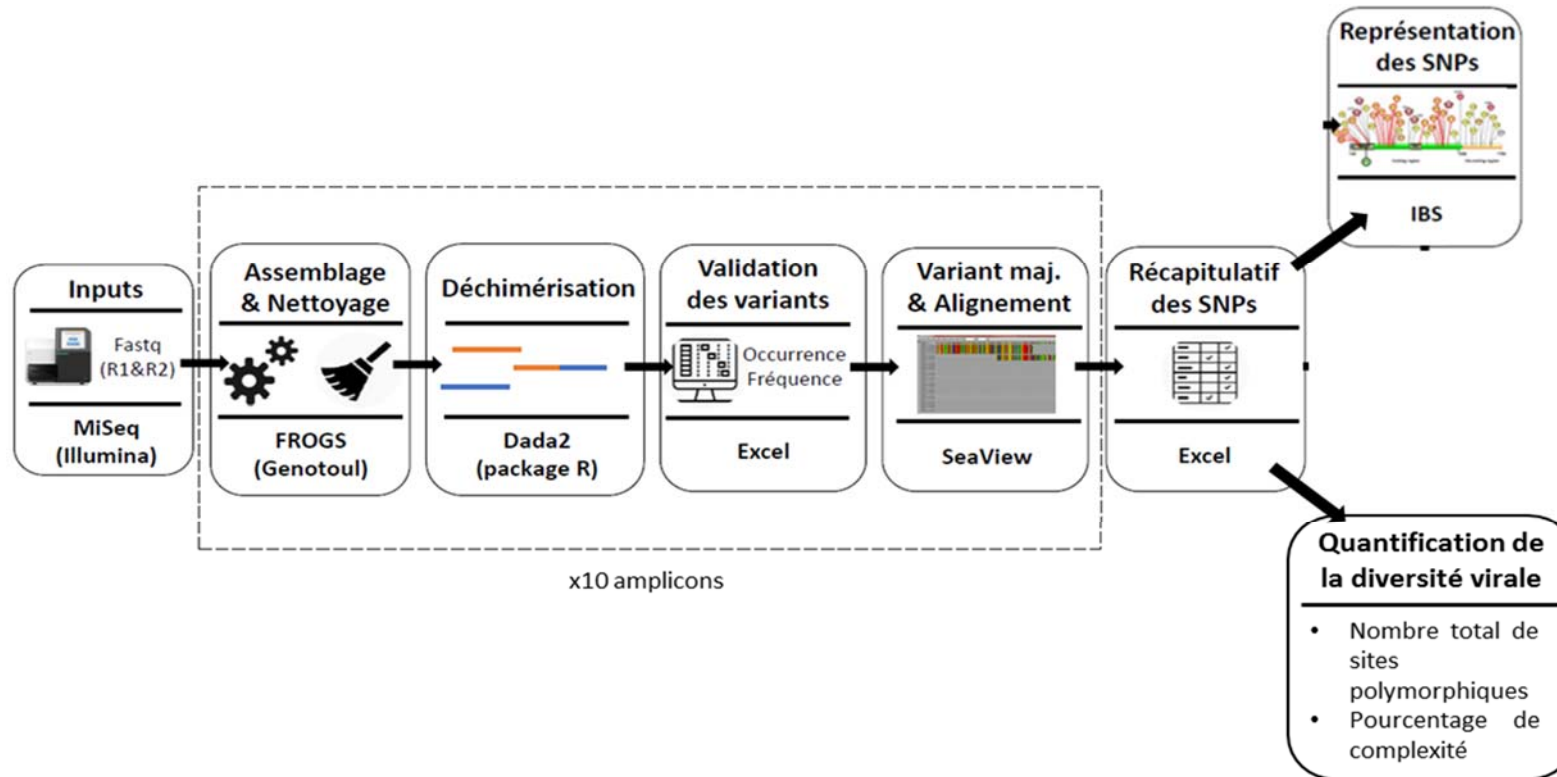 Inputs
Fastq
(R1&R2)
MiSeq
(Illumina)
Assemblage
& Nettoyage
FROGS
(Genotoul)
Déchimérisation
Dada2
(package R)
Validation
des variants
Occurrence
Fréquence
Excel
Variant maj.
& Alignement
SeaView
x10 amplicons
Récapitulatif
des SNPs
Excel
Représentation
des SNPs
IBS
Quantification de
la diversité virale
• Nombre total de
sites
polymorphiques
• Pourcentage de
complexité